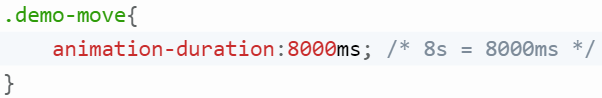 .demo-move{
    animation-duration:8000ms; /* 8s = 8000ms */
}